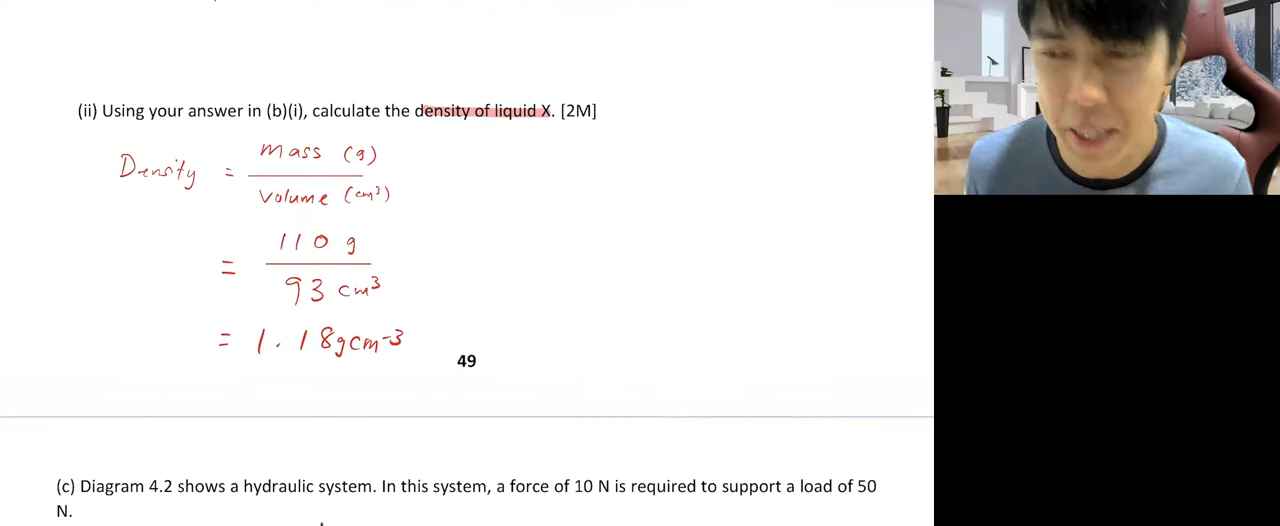 (ii) Using your answer in (b)(i), calculate the density of liquid X. [2M]
Density = mass (g)
volume (cm³)
= 110 g
93 cm³
= 1.18gcm-3
49
(c) Diagram 4.2 shows a hydraulic system. In this system, a force of 10 N is required to support a load of 50
N.